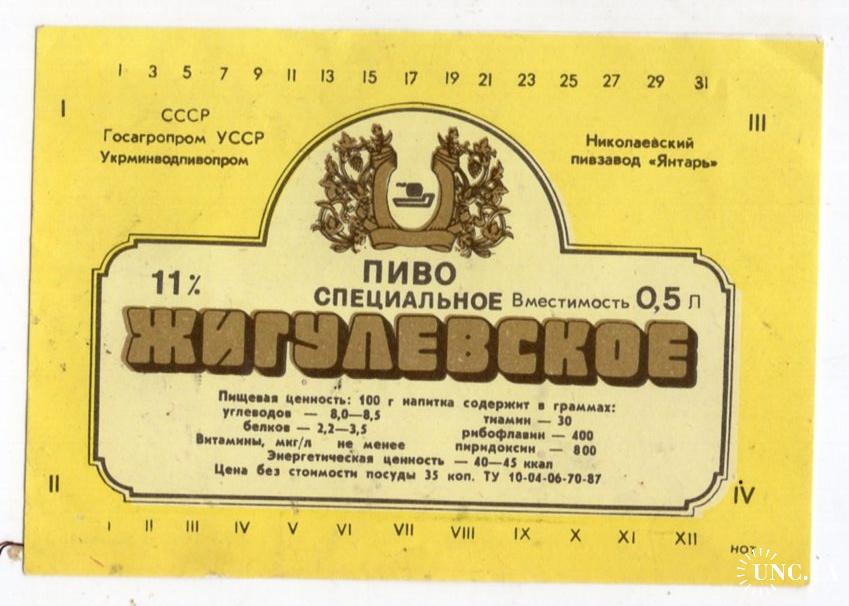 1 3 5 7 9 11 13 15 17 19 21 23 25 27 29 31
I
III
СССР
Госагропром УССР
Укрминводпивопром
Николаевский
пивзавод «Янтарь»
11%
ПИВО
СПЕЦИАЛЬНОЕ Вместимость 0,5 л
ЖИГУЛЕВСКОЕ
Пищевая ценность: 100 г напитка содержит в граммах:
углеводов — 8,0—8,5
тиамин — 30
белков — 2,2—3,5
рибофлавин — 400
Витамины, мкг/л не менее
пиридоксин — 800
Энергетическая ценность — 40—45 ккал
Цена без стоимости посуды 35 коп. ТУ 10-04-06-70-87
II
IV
I II III IV V VI VII VIII IX X XI XII
нот
UNC.UA